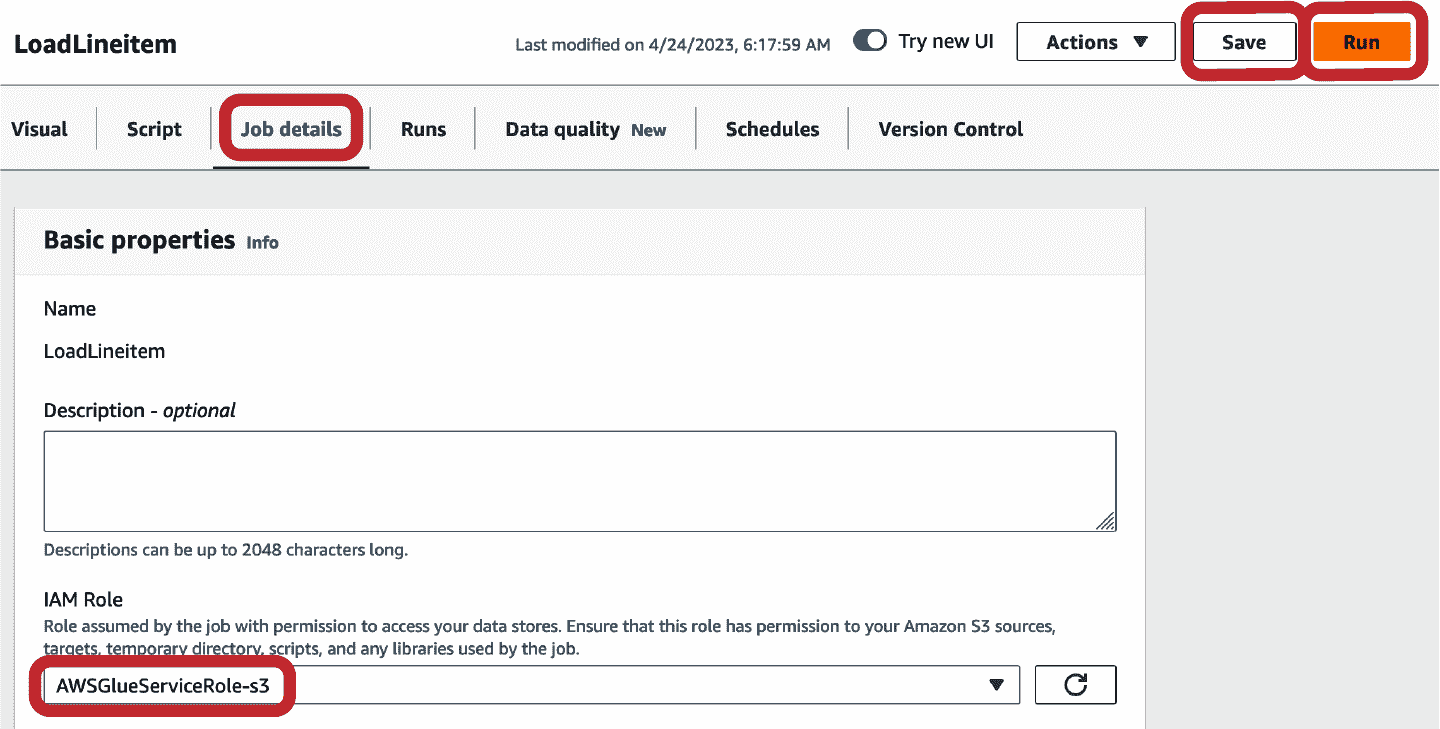 LoadLineitem
Last modified on 4/24/2023, 6:17:59 AM
Try new UI
Actions
Save
Run
Visual
Script
Job details
Runs
Data quality New
Schedules
Version Control
Basic properties Info
Name
LoadLineitem
Description - optional
Descriptions can be up to 2048 characters long.
IAM Role
Role assumed by the job with permission to access your data stores. Ensure that this role has permission to your Amazon S3 sources,
targets, temporary directory, scripts, and any libraries used by the job.
AWSGlueServiceRole-s3